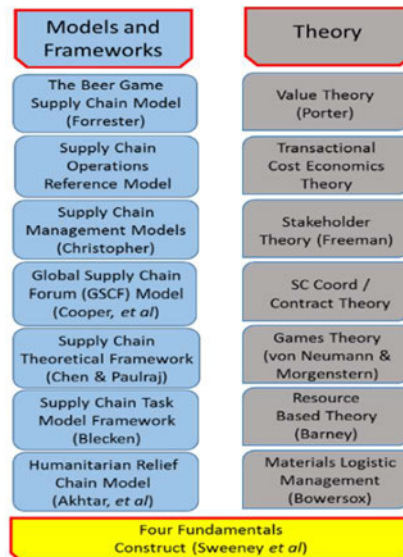 Models and
Frameworks
The Beer Game
Supply Chain Model
(Forrester)
Supply Chain
Operations
Reference Model
Supply Chain
Management Models
(Christopher)
Global Supply Chain
Forum (GSCF) Model
(Cooper, et al)
Supply Chain
Theoretical Framework
(Chen & Paulraj)
Supply Chain Task
Model Framework
(Blecken)
Humanitarian Relief
Chain Model
(Akhtar, et al)
Theory
Value Theory
(Porter)
Transactional
Cost Economics
Theory
Stakeholder
Theory (Freeman)
SC Coord /
Contract Theory
Games Theory
(von Neumann &
Morgenstern)
Resource
Based Theory
(Barney)
Materials Logistic
Management
(Bowersox)
Four Fundamentals
Construct (Sweeney et al)